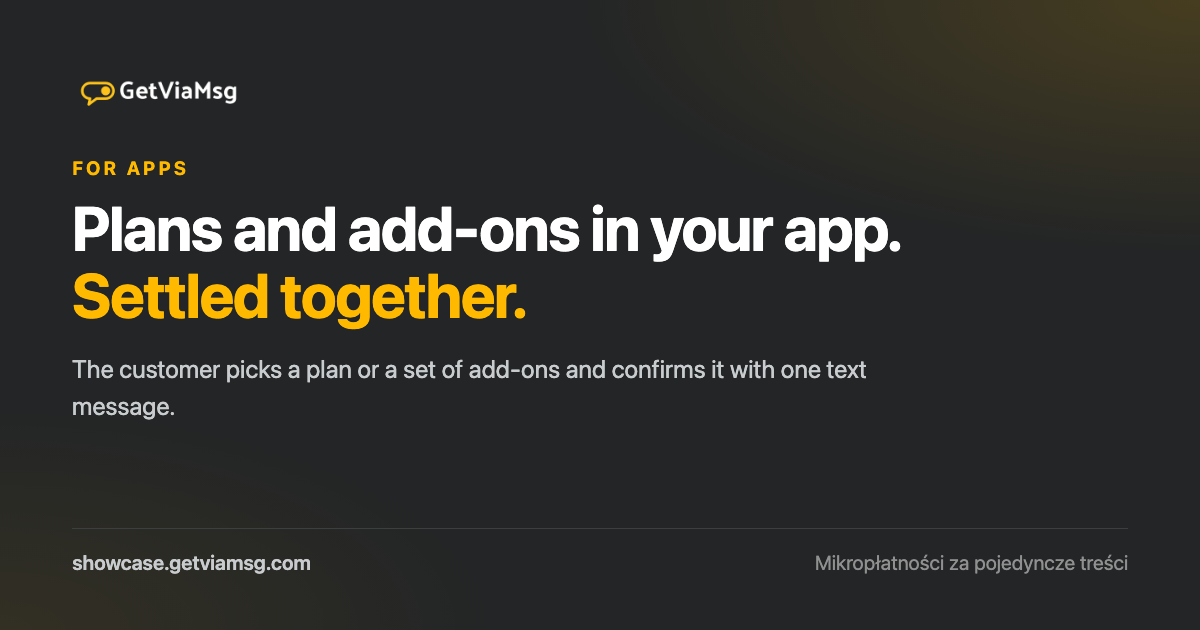 GetViaMsg
FOR APPS
Plans and add-ons in your app.
Settled together.
The customer picks a plan or a set of add-ons and confirms it with one text
message.
showcase.getviamsg.com
Mikropłatności za pojedyncze treści